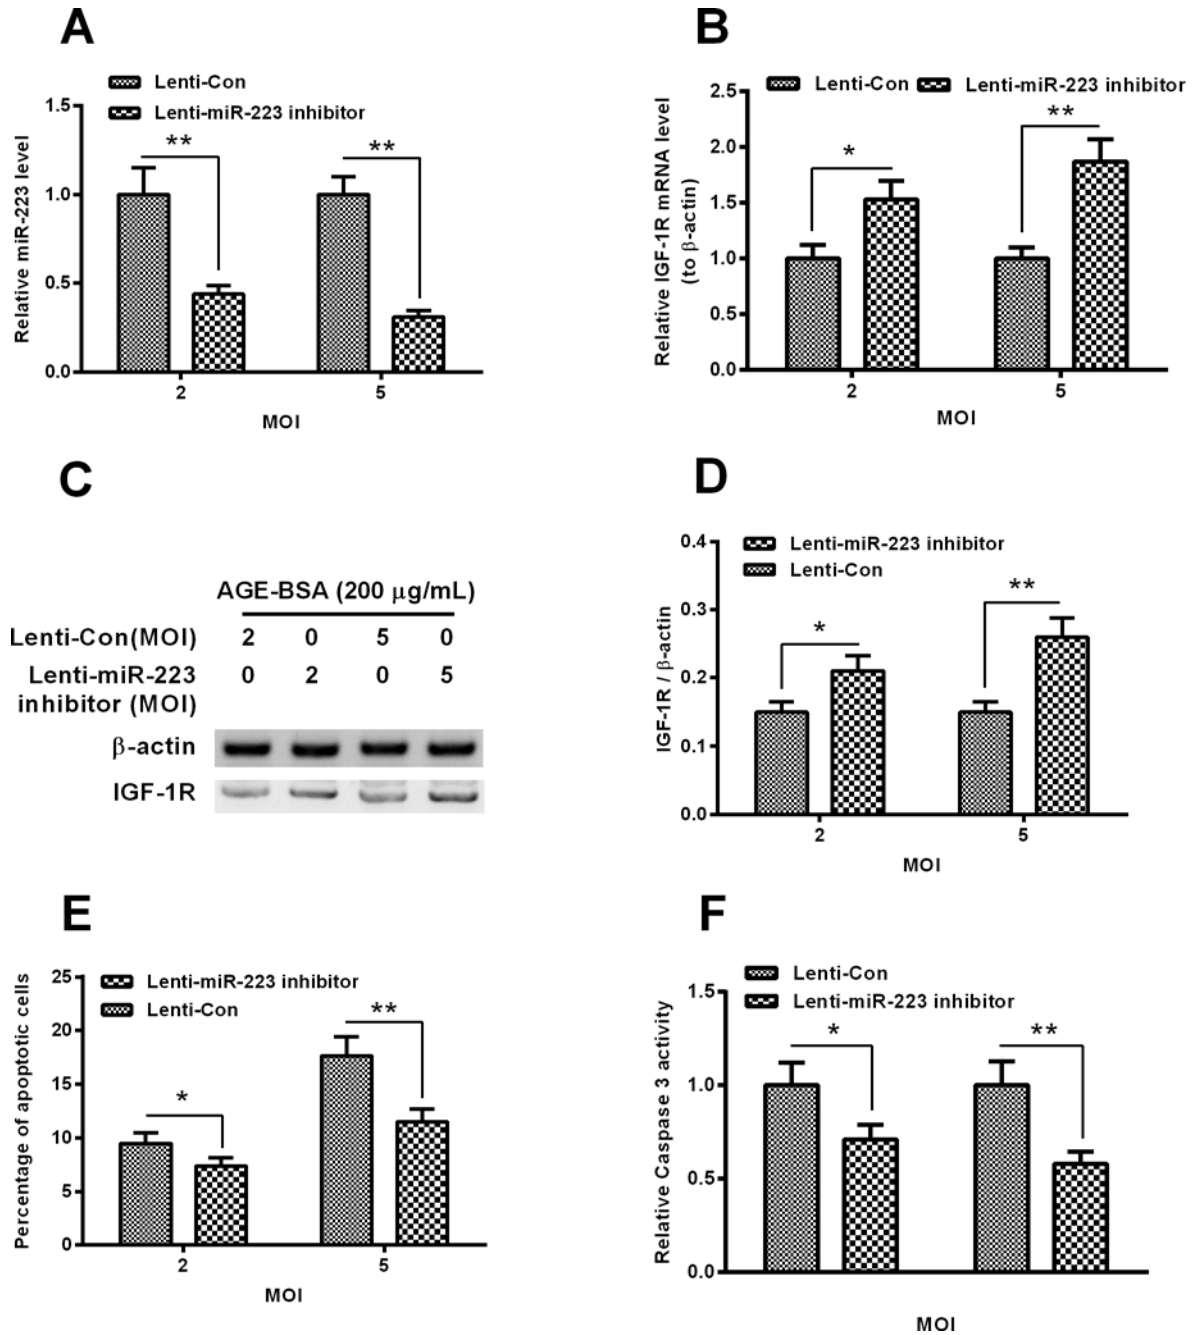 A
Lenti-Con
Lenti-miR-223 inhibitor
Relative miR-223 level
1.5
1.0
0.5
0.0
**
**
2
5
MOI
B
Lenti-Con
Lenti-miR-223 inhibitor
Relative IGF-1R mRNA level
(to β-actin)
2.5
2.0
1.5
1.0
0.5
0.0
*
**
2
5
MOI
C
AGE-BSA (200 μg/mL)
Lenti-Con(MOI) 2 0 5 0
Lenti-miR-223 0 2 0 5
inhibitor (MOI)
β-actin
IGF-1R
D
Lenti-miR-223 inhibitor
Lenti-Con
IGF-1R / β-actin
0.4
0.3
0.2
0.1
0.0
*
**
2
5
MOI
E
Lenti-miR-223 inhibitor
Lenti-Con
Percentage of apoptotic cells
25
20
15
10
5
0
*
**
2
5
MOI
F
Lenti-Con
Lenti-miR-223 inhibitor
Relative Caspase 3 activity
1.5
1.0
0.5
0.0
*
**
MOI